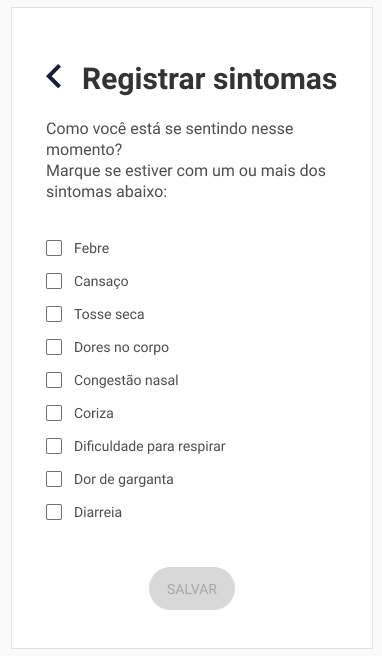 Registrar sintomas
Como você está se sentindo nesse
momento?
Marque se estiver com um ou mais dos
sintomas abaixo:
Febre
Cansaço
Tosse seca
Dores no corpo
Congestão nasal
Coriza
Dificuldade para respirar
Dor de garganta
Diarreia
SALVAR